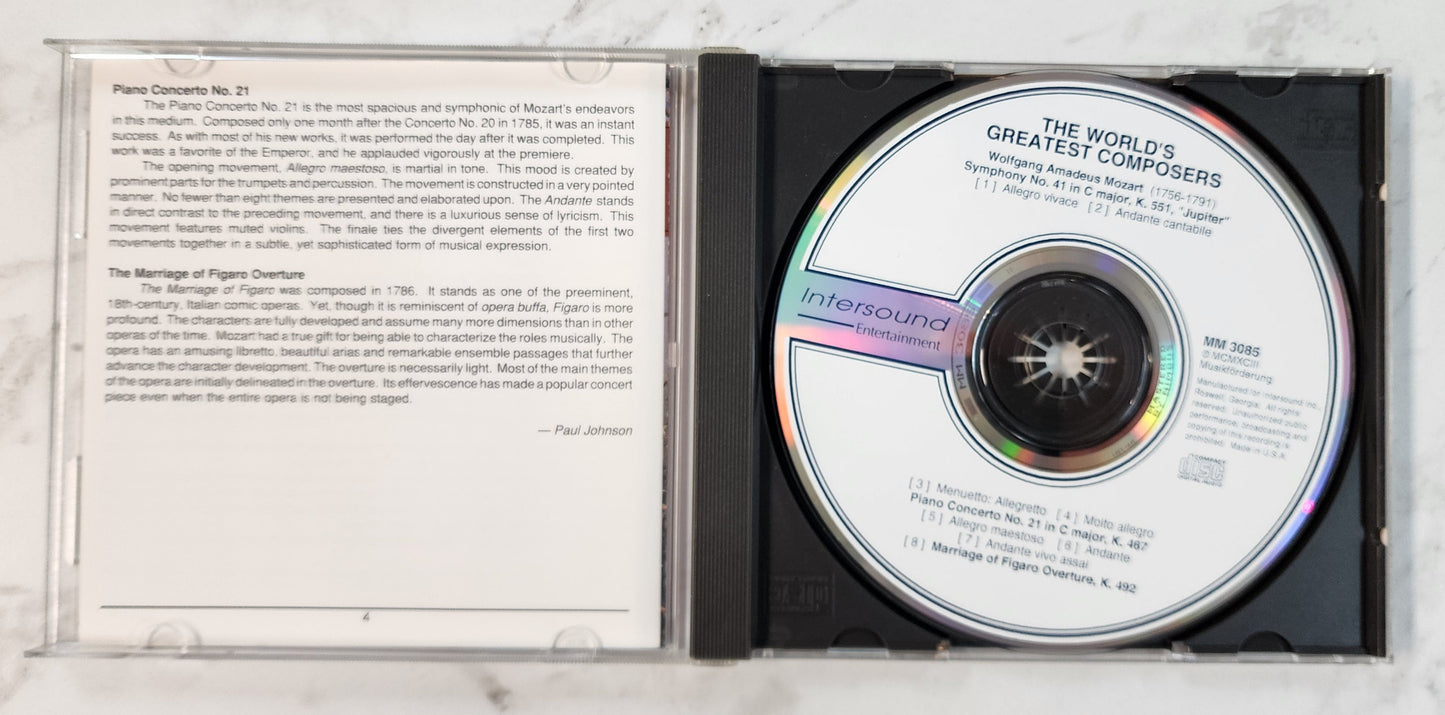 Piano Concerto No. 21
The Piano Concerto No. 21 is the most spacious and symphonic of Mozart's endeavors
in this medium. Composed only one month after the Concerto No. 20 in 1785, it was an instant
success. As with most of his new works, it was performed the day after it was completed. This
work was a favorite of the Emperor, and he applauded vigorously at the premiere.
The opening movement, Allegro maestoso, is martial in tone. This mood is created by
prominent parts for the trumpets and percussion. The movement is constructed in a very pointed
manner. No fewer than eight themes are presented and elaborated upon. The Andante stands
in direct contrast to the preceding movement, and there is a luxurious sense of lyricism. This
movement features muted violins. The finale ties the divergent elements of the first two
movements together in a subtle, yet sophisticated form of musical expression.
The Marriage of Figaro Overture
The Marriage of Figaro was composed in 1786. It stands as one of the preeminent,
18th-century, Italian comic operas. Yet, though it is reminiscent of opera buffa, Figaro is more
profound. The characters are fully developed and assume many more dimensions than in other
operas of the time. Mozart had a true gift for being able to characterize the roles musically. The
opera has an amusing libretto, beautiful arias and remarkable ensemble passages that further
advance the character development. The overture is necessarily light. Most of the main themes
of the opera are initially delineated in the overture. Its effervescence has made a popular concert
piece even when the entire opera is not being staged.
— Paul Johnson
4
THE WORLD'S
GREATEST COMPOSERS
Wolfgang Amadeus Mozart (1756-1791)
Symphony No. 41 in C major, K. 551, "Jupiter"
[1] Allegro vivace [2] Andante cantabile
Intersound
Entertainment
MM 3085
℗ MCMXCIII
Musikförderung
Manufactured for Intersound Inc.,
Roswell, Georgia. All rights
reserved. Unauthorized public
performance, broadcasting and
copying of this recording is
prohibited. Made in U.S.A.
COMPACT
disc
DIGITAL AUDIO
[3] Menuetto: Allegretto [4] Molto allegro
Piano Concerto No. 21 in C major, K. 467
[5] Allegro maestoso [6] Andante
[7] Andante vivo assai
[8] Marriage of Figaro Overture, K. 492
MASTERED
BY NIMBUS